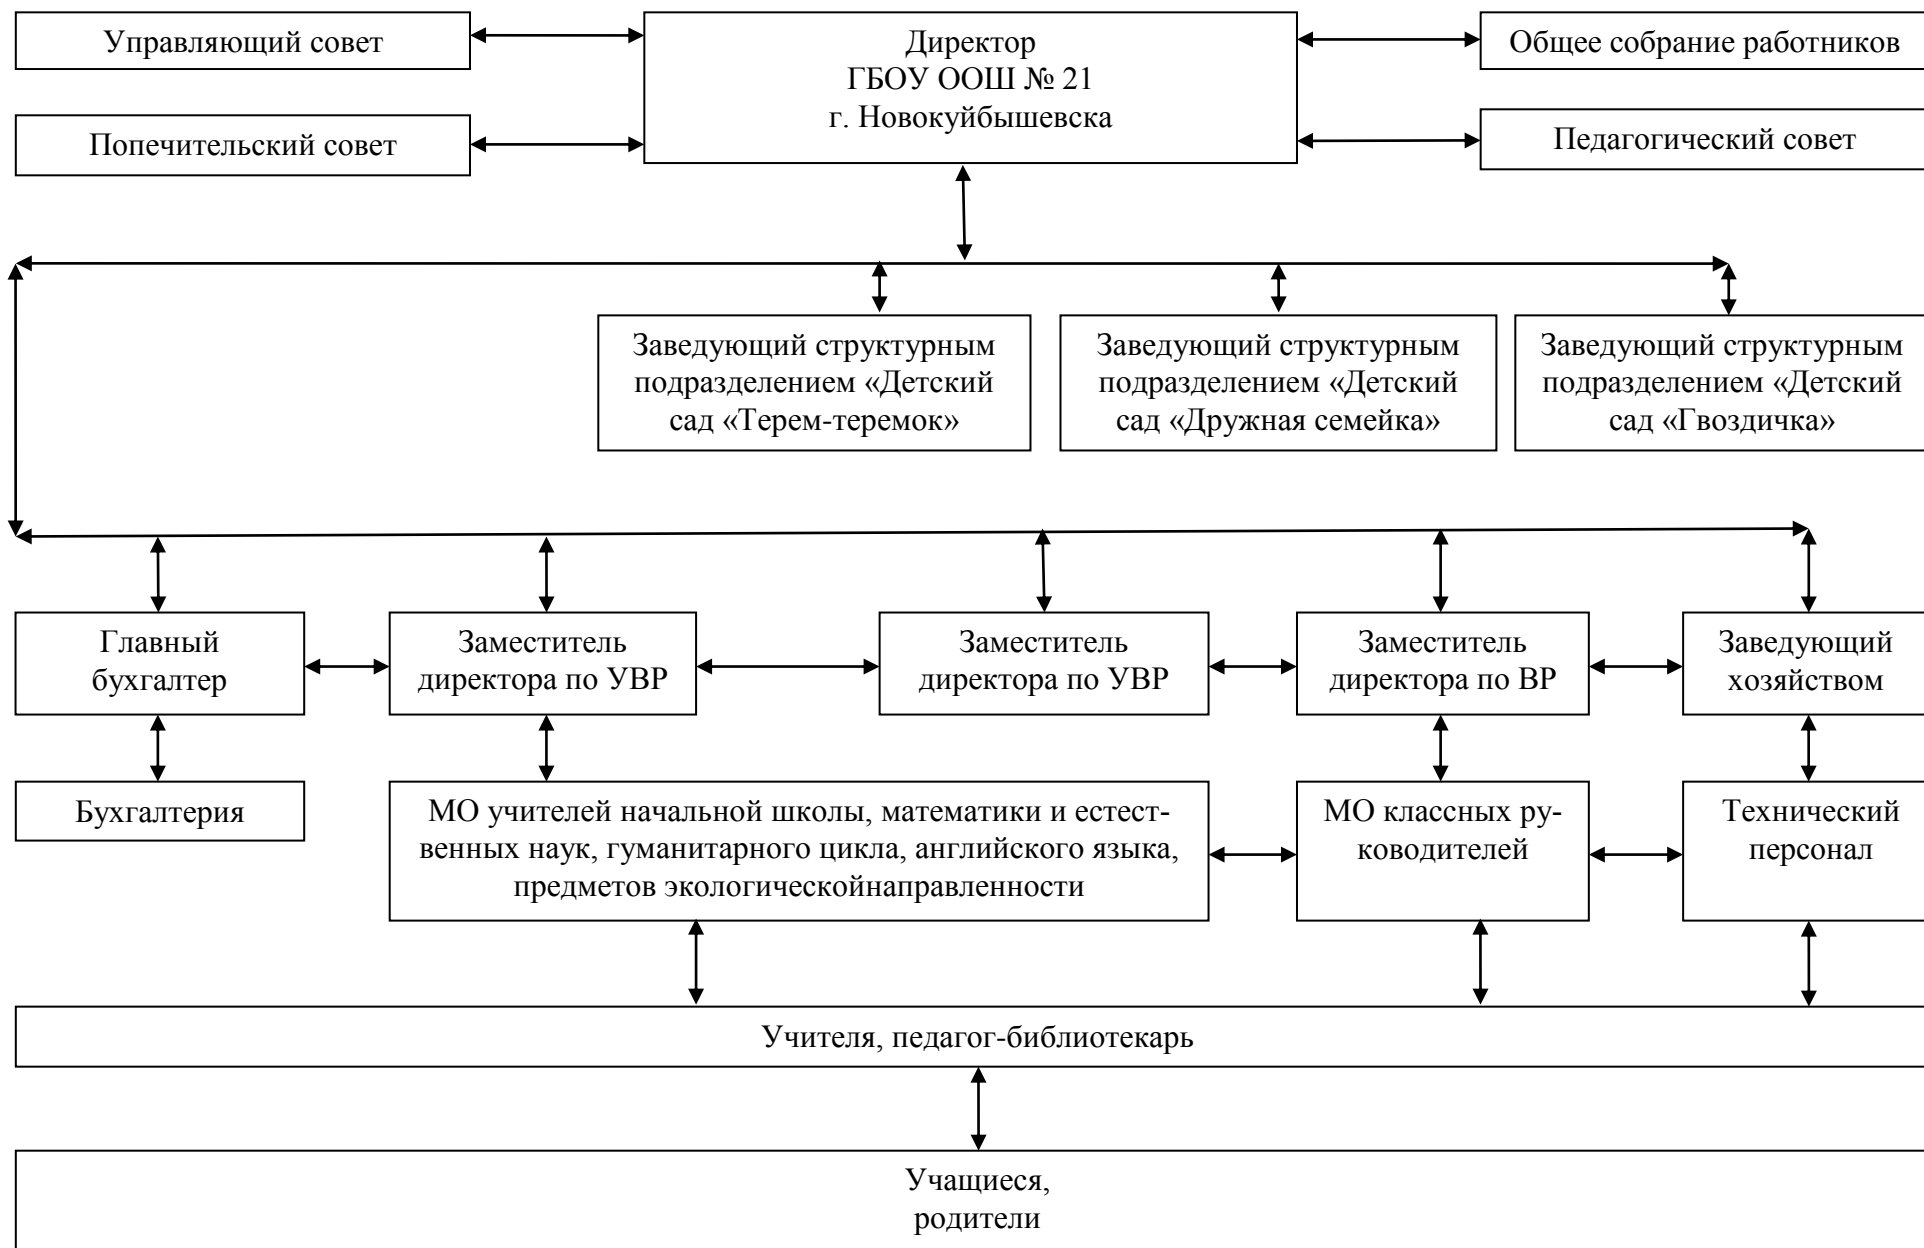 Управляющий совет
Директор
ГБОУ ООШ № 21
г. Новокуйбышевска
Общее собрание работников
Попечительский совет
Педагогический совет
Заведующий структурным
подразделением «Детский
сад «Терем-теремок»
Заведующий структурным
подразделением «Детский
сад «Дружная семейка»
Заведующий структурным
подразделением «Детский
сад «Гвоздичка»
Главный
бухгалтер
Заместитель
директора по УВР
Заместитель
директора по УВР
Заместитель
директора по ВР
Заведующий
хозяйством
Бухгалтерия
МО учителей начальной школы, математики и естест-
венных наук, гуманитарного цикла, английского языка,
предметов экологическойнаправленности
МО классных ру-
ководителей
Технический
персонал
Учителя, педагог-библиотекарь
Учащиеся,
родители